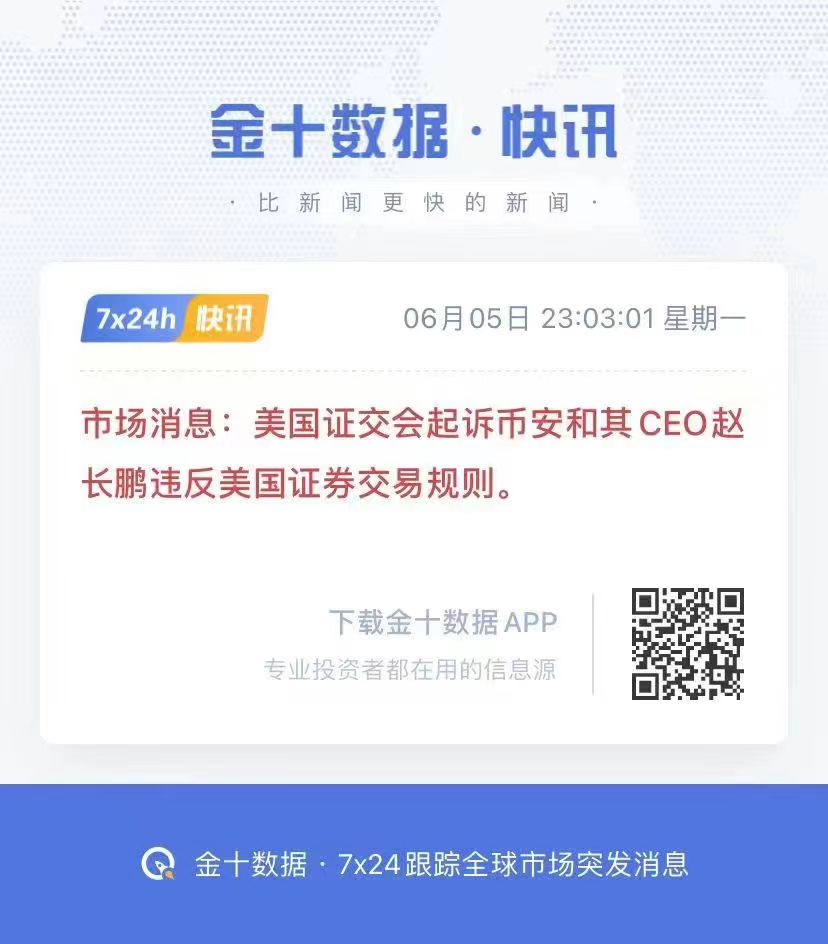 金十数据·快讯
· 比新闻更快的新闻 ·
7x24h 快讯
06月05日 23:03:01 星期一
市场消息：美国证交会起诉币安和其CEO赵
长鹏违反美国证券交易规则。
下载金十数据APP
专业投资者都在用的信息源
金十数据 · 7x24跟踪全球市场突发消息